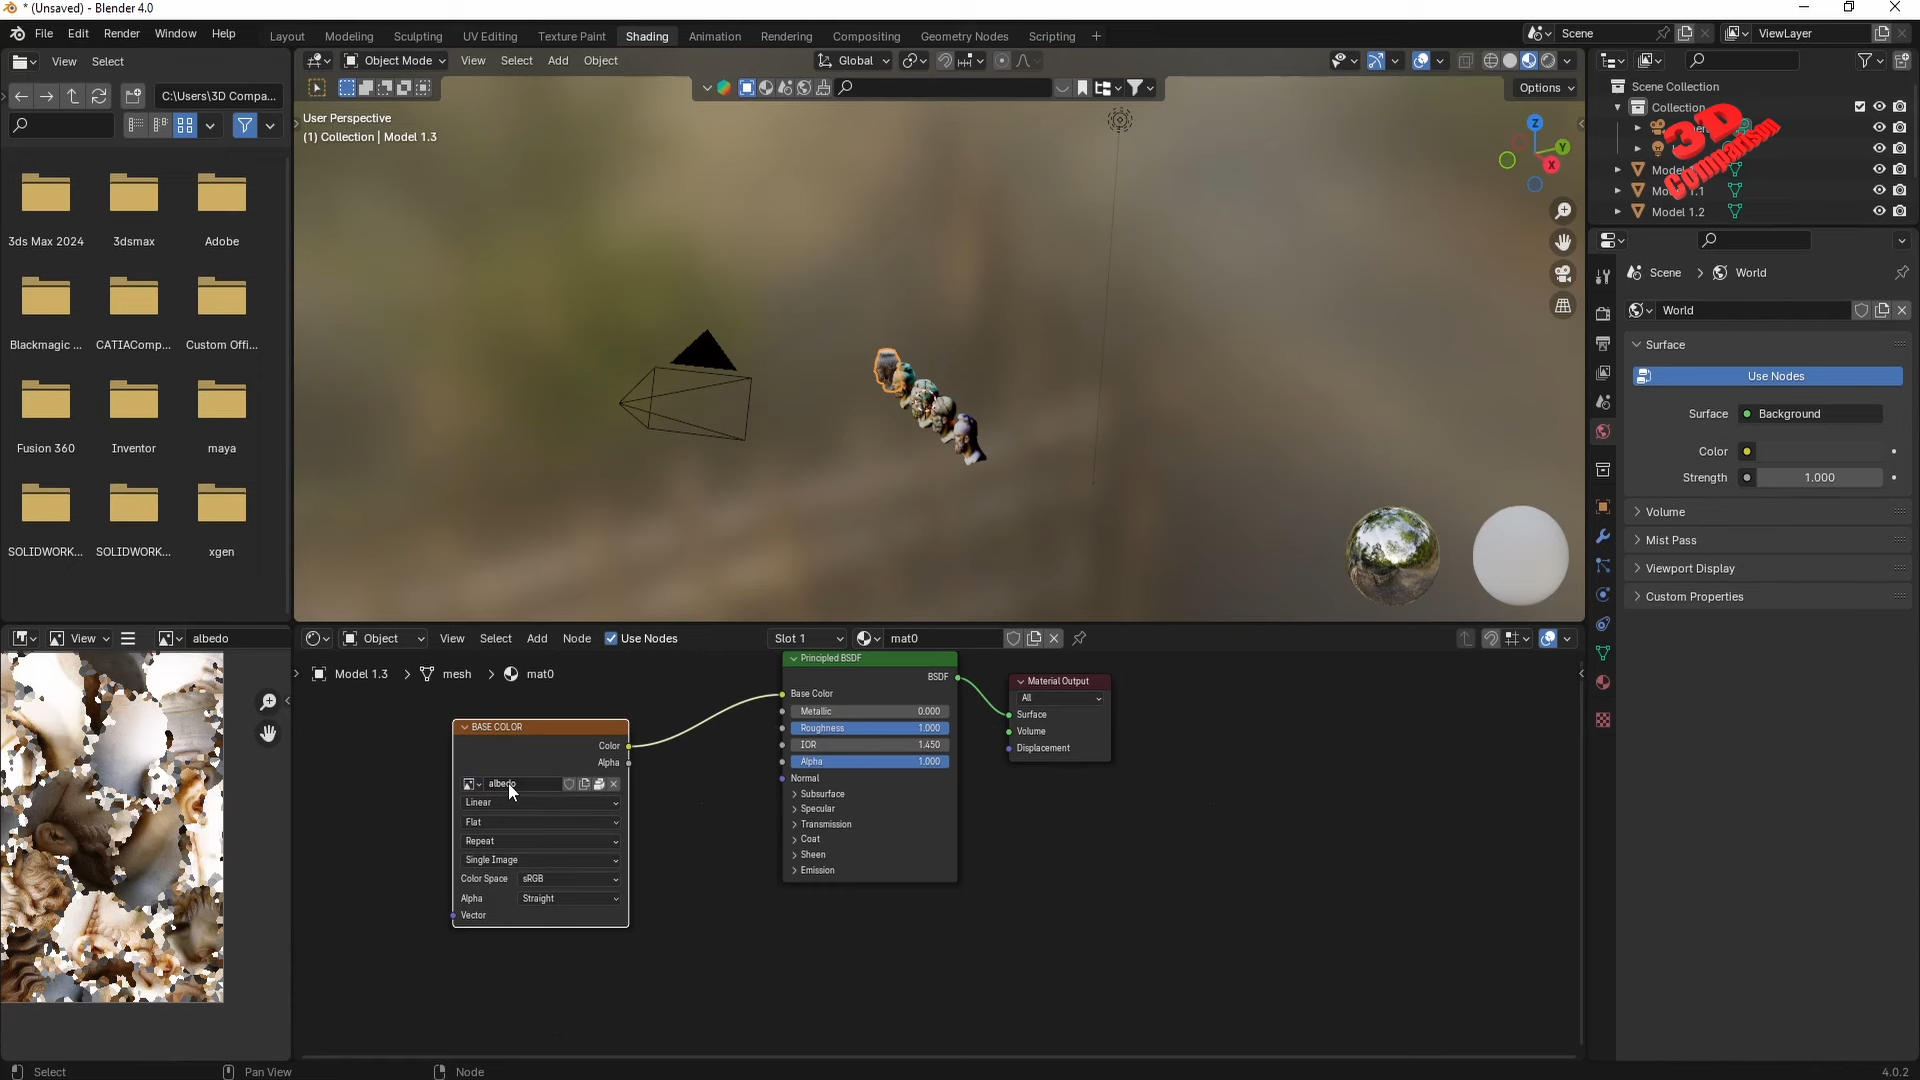 * (Unsaved) - Blender 4.0
File Edit Render Window Help
Layout Modeling Sculpting UV Editing Texture Paint Shading Animation Rendering Compositing Geometry Nodes Scripting +
Scene
ViewLayer
View Select
Object Mode View Select Add Object
Global
Options
C:\Users\3D Compa...
User Perspective
(1) Collection | Model 1.3
Z
Y
X
3ds Max 2024 3dsmax Adobe
Blackmagic ... CATIAComp... Custom Offi...
Fusion 360 Inventor maya
SOLIDWORK... SOLIDWORK... xgen
Scene Collection
Collection
Model 1.2
3D
Comparison
Scene > World
World
Surface
Use Nodes
Surface Background
Color
Strength 1.000
Volume
Mist Pass
Viewport Display
Custom Properties
View albedo
Object View Select Add Node Use Nodes Slot 1 mat0
Model 1.3 > mesh > mat0
BASE COLOR
Color
Alpha
albedo
Linear
Flat
Repeat
Single Image
Color Space sRGB
Alpha Straight
Vector
Principled BSDF
BSDF
Base Color
Metallic 0.000
Roughness 1.000
IOR 1.450
Alpha 1.000
Normal
Subsurface
Specular
Transmission
Coat
Sheen
Emission
Material Output
All
Surface
Volume
Displacement
Select Pan View Node 4.0.2